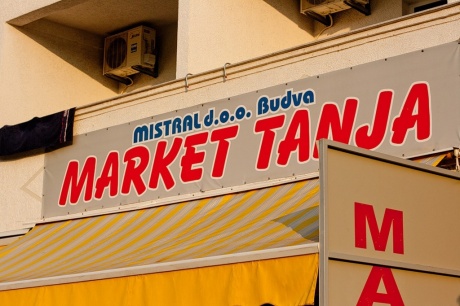 MISTRAL d.o.o. Budva
MARKET TANJA
M
A